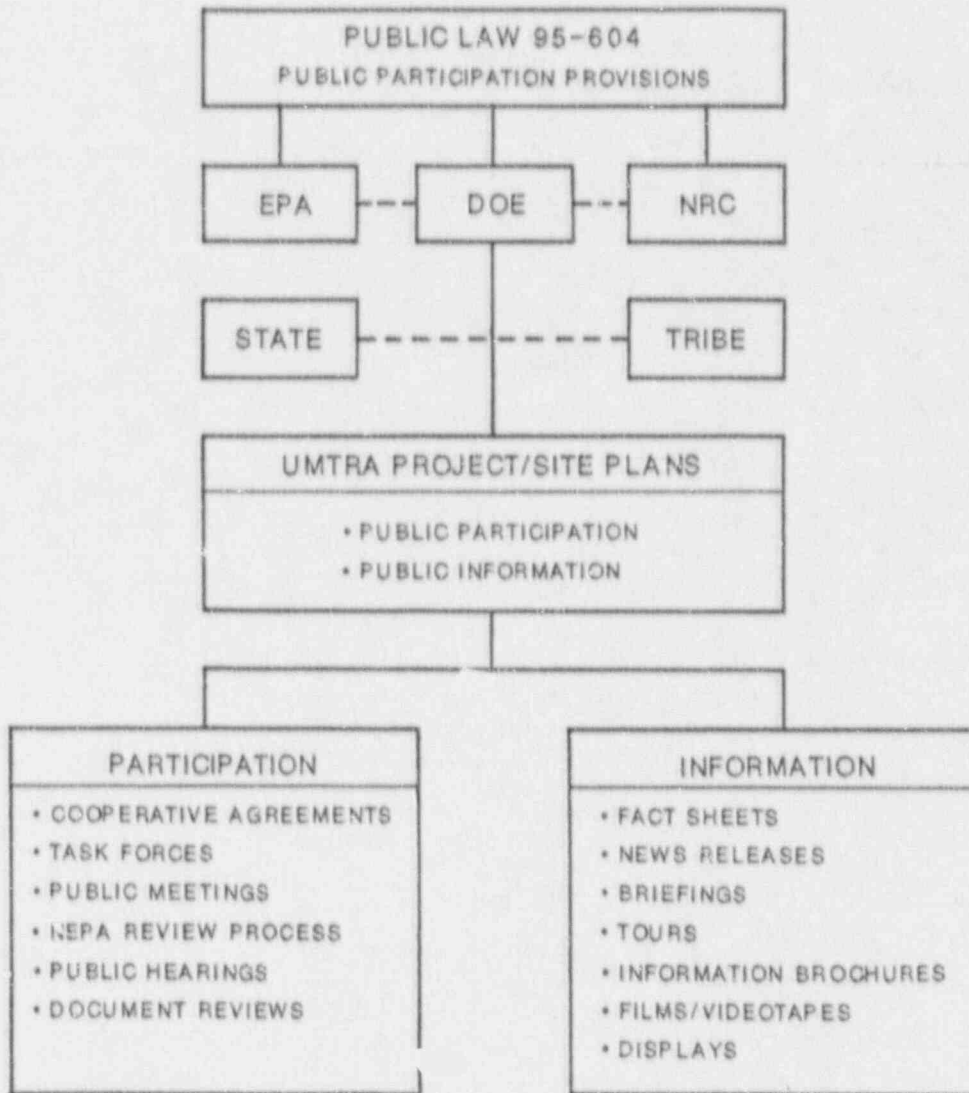 PUBLIC LAW 95-604
PUBLIC PARTICIPATION PROVISIONS
EPA
DOE
NRC
STATE
TRIBE
UMTRA PROJECT/SITE PLANS
• PUBLIC PARTICIPATION
• PUBLIC INFORMATION
PARTICIPATION
• COOPERATIVE AGREEMENTS
• TASK FORCES
• PUBLIC MEETINGS
• NEPA REVIEW PROCESS
• PUBLIC HEARINGS
• DOCUMENT REVIEWS
INFORMATION
• FACT SHEETS
• NEWS RELEASES
• BRIEFINGS
• TOURS
• INFORMATION BROCHURES
• FILMS/VIDEOTAPES
• DISPLAYS